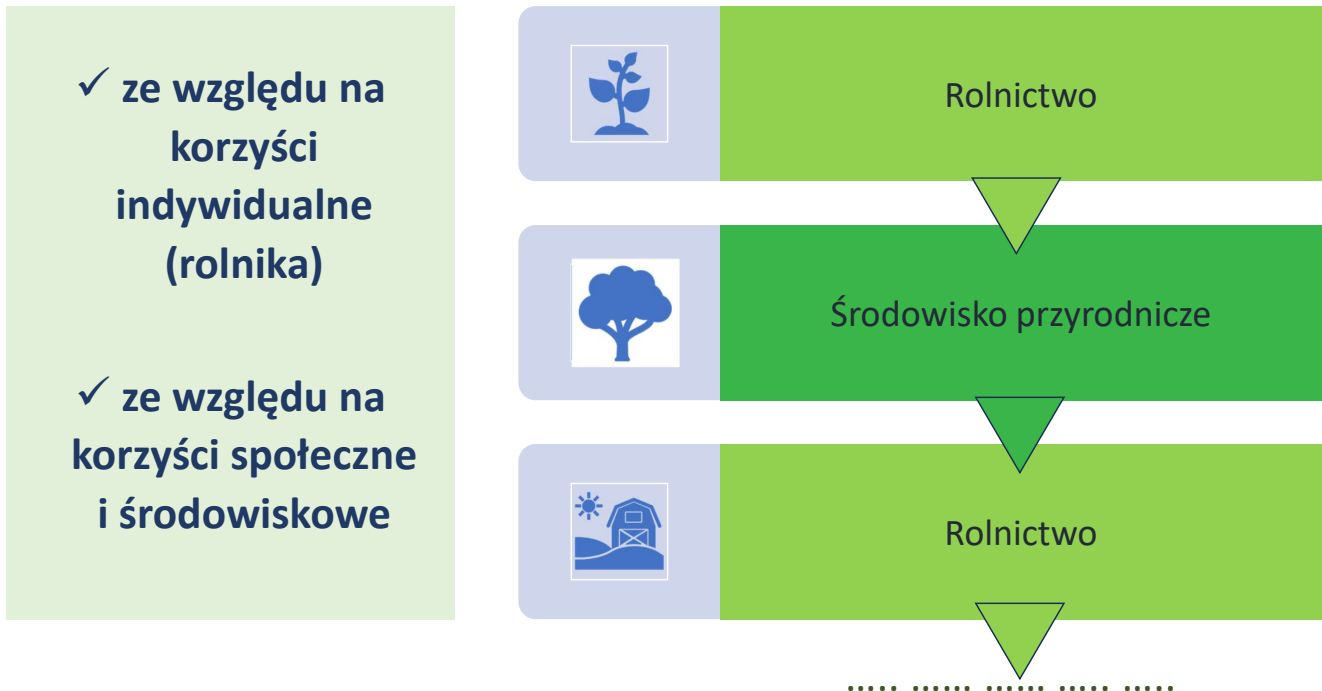 ✓ ze względu na
korzyści
indywidualne
(rolnika)
✓ ze względu na
korzyści społeczne
i środowiskowe
Rolnictwo
Środowisko przyrodnicze
Rolnictwo
..... ...... ...... ..... .....